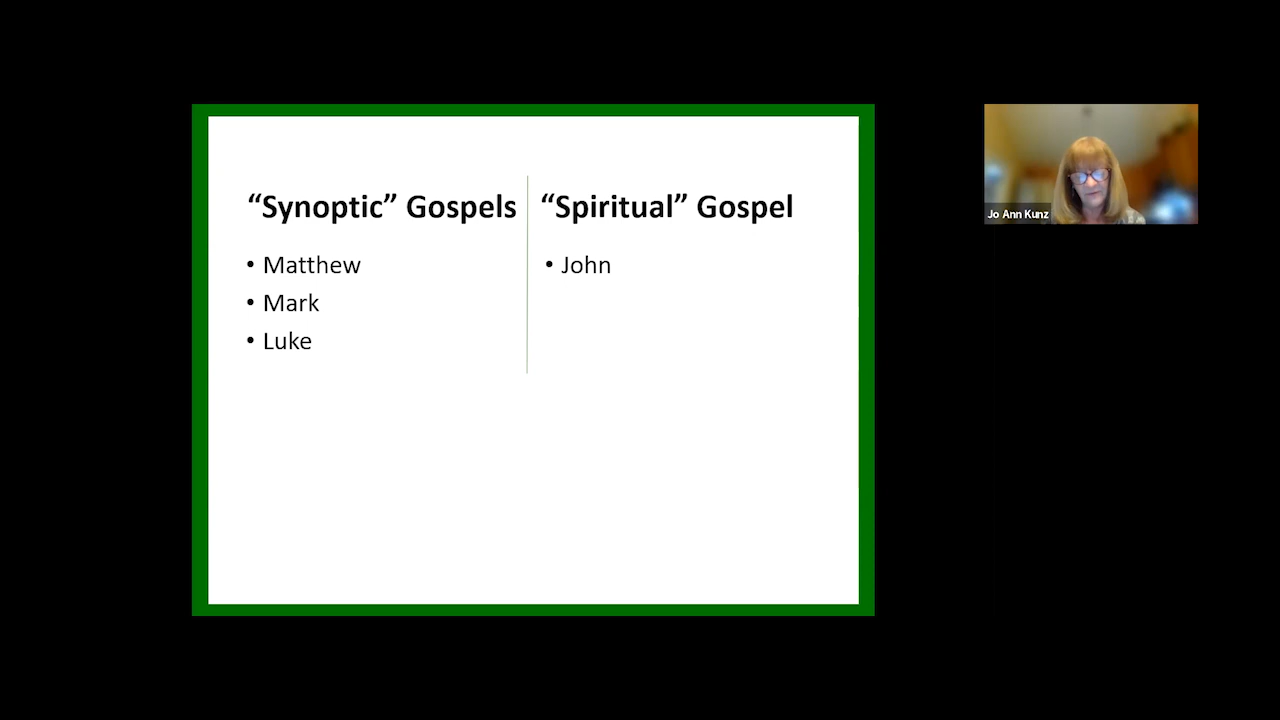 “Synoptic” Gospels
• Matthew
• Mark
• Luke
“Spiritual” Gospel
• John
Jo Ann Kunz